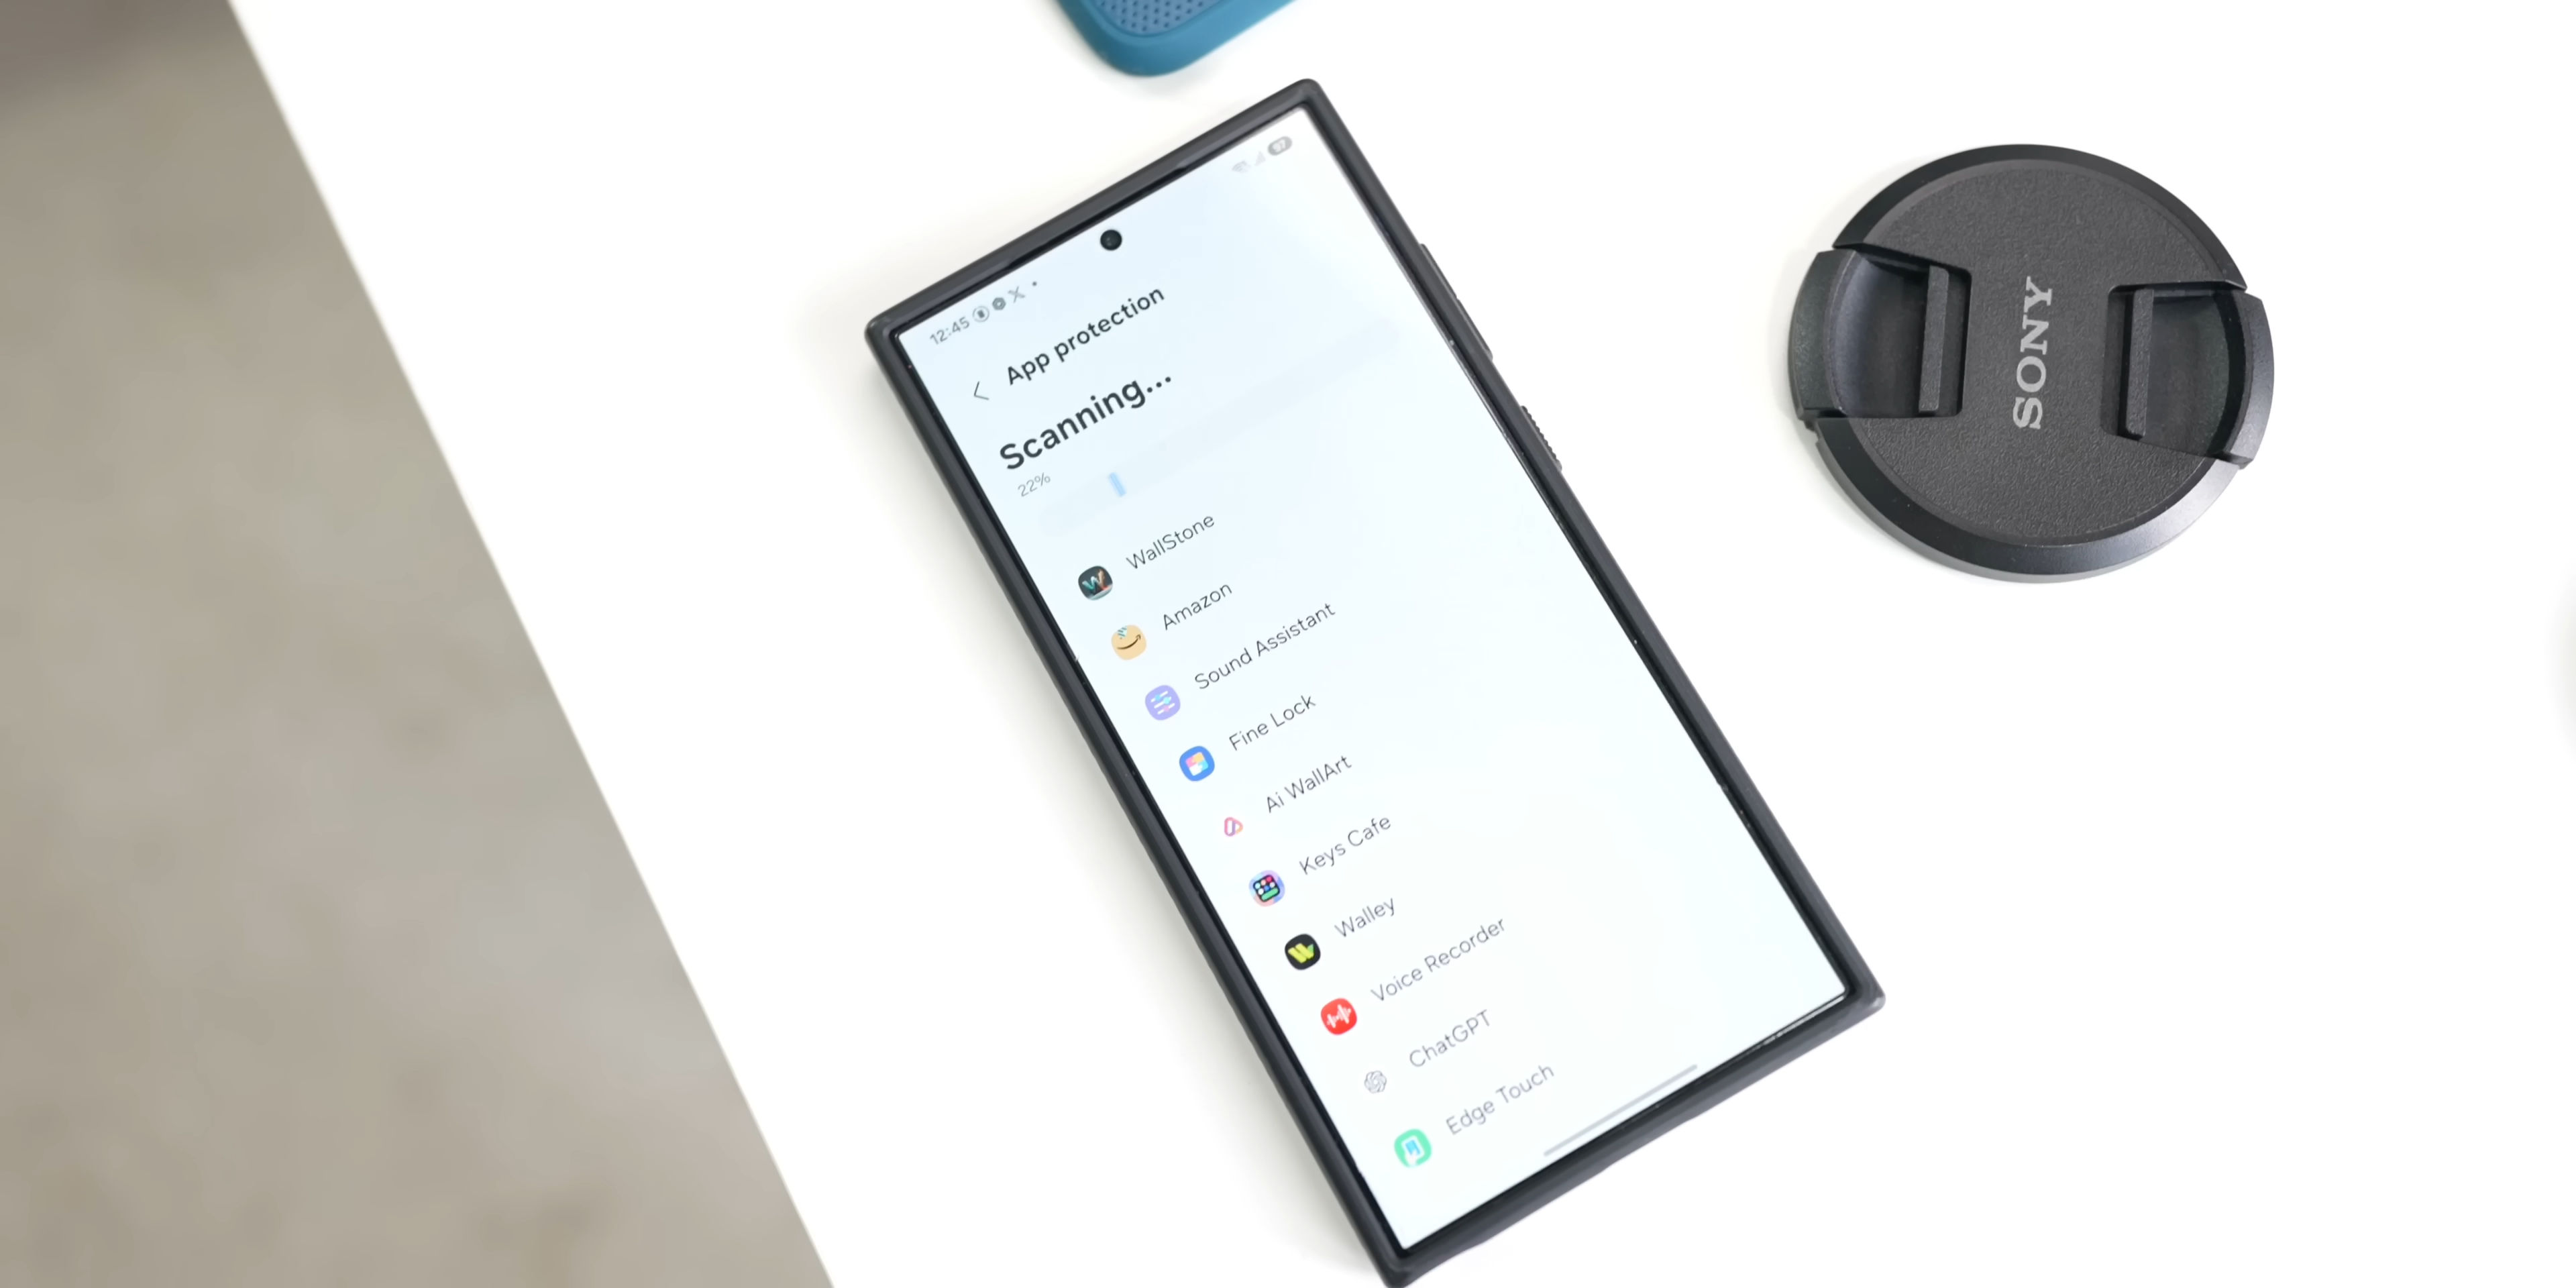 12:45
97
App protection
Scanning...
22%
WallStone
Amazon
Sound Assistant
Fine Lock
Ai WallArt
Keys Cafe
Walley
Voice Recorder
ChatGPT
Edge Touch
SONY